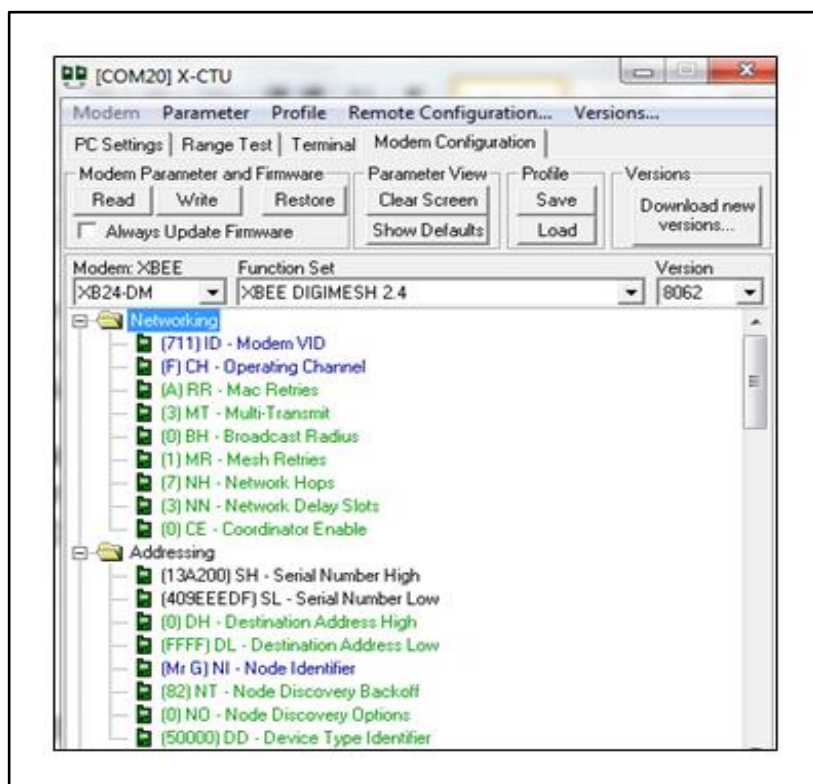 [COM20] X-CTU
Modem Parameter Profile Remote Configuration... Versions...
PC Settings Range Test Terminal Modem Configuration
Modem Parameter and Firmware Parameter View Profile Versions
Read Write Restore Clear Screen Save Download new versions...
Always Update Firmware Show Defaults Load
Modem: XBEE Function Set Version
XB24-DM XBEE DIGIMESH 2.4 8062
Networking
(711) ID - Modem VID
(F) CH - Operating Channel
(A) RR - Mac Retries
(3) MT - Multi-Transmit
(0) BH - Broadcast Radius
(1) MR - Mesh Retries
(7) NH - Network Hops
(3) NN - Network Delay Slots
(0) CE - Coordinator Enable
Addressing
(13A200) SH - Serial Number High
(409EEEDF) SL - Serial Number Low
(0) DH - Destination Address High
(FFFF) DL - Destination Address Low
(Mr G) NI - Node Identifier
(82) NT - Node Discovery Backoff
(0) NO - Node Discovery Options
(50000) DD - Device Type Identifier